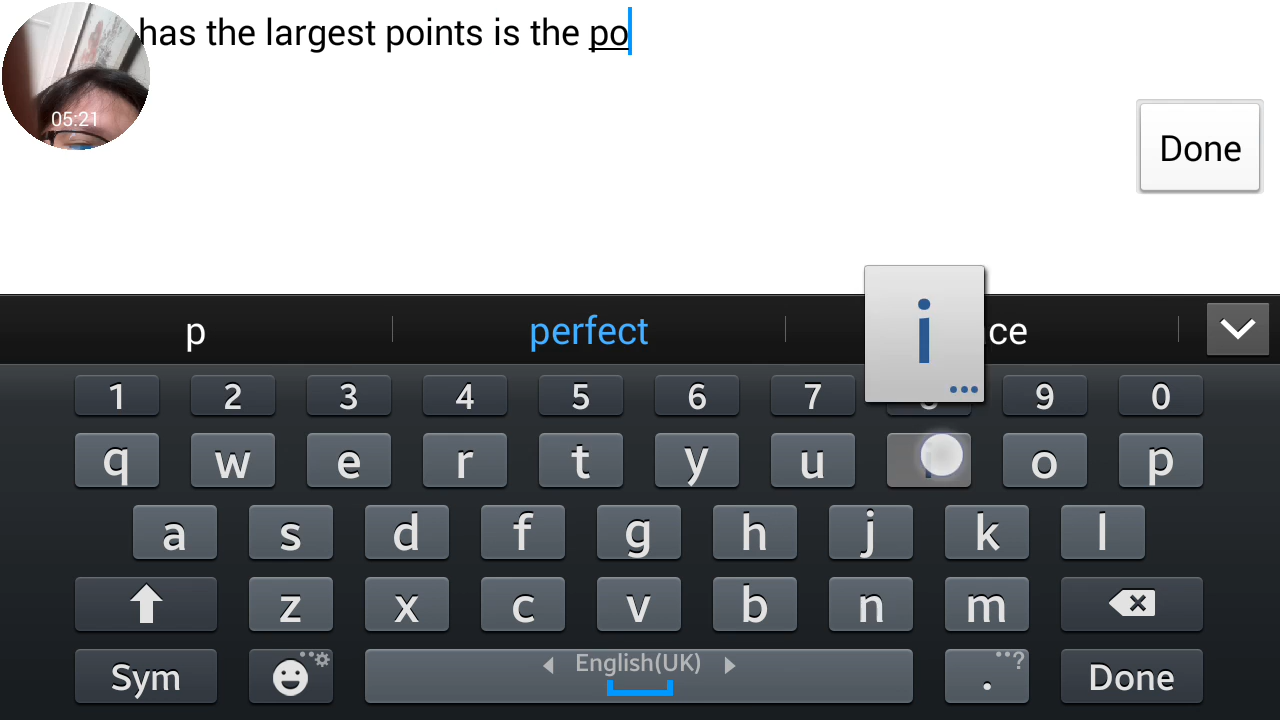 has the largest points is the po
05:21
Done
i
p perfect ce
1 2 3 4 5 6 7 9 0
q w e r t y u i o p
a s d f g h j k l
z x c v b n m
Sym English(UK) . ? Done